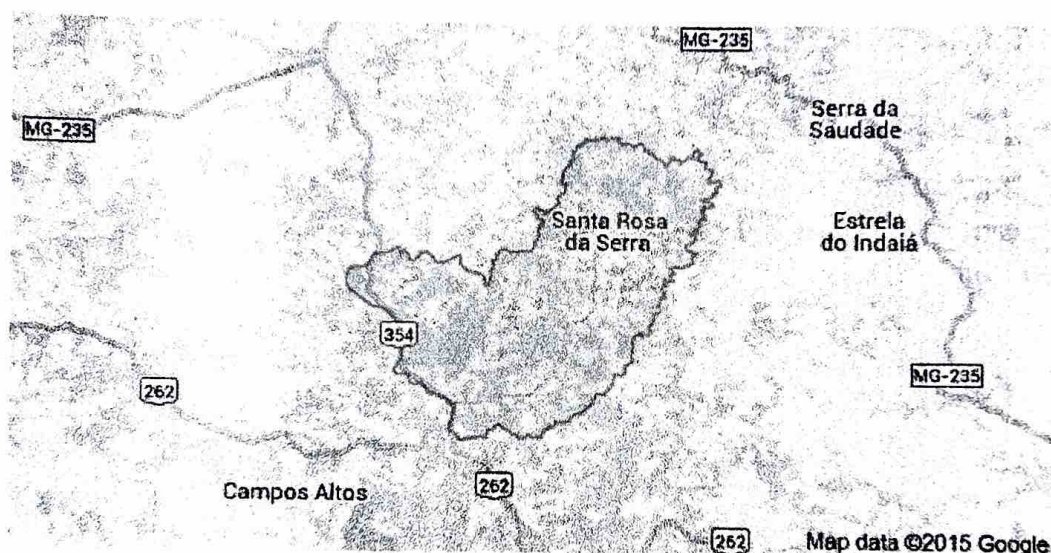 MG-235
MG-235
Serra da
Saudade
Santa Rosa
da Serra
Estrela
do Indaiá
354
262
MG-235
Campos Altos
262
262
Map data ©2015 Google